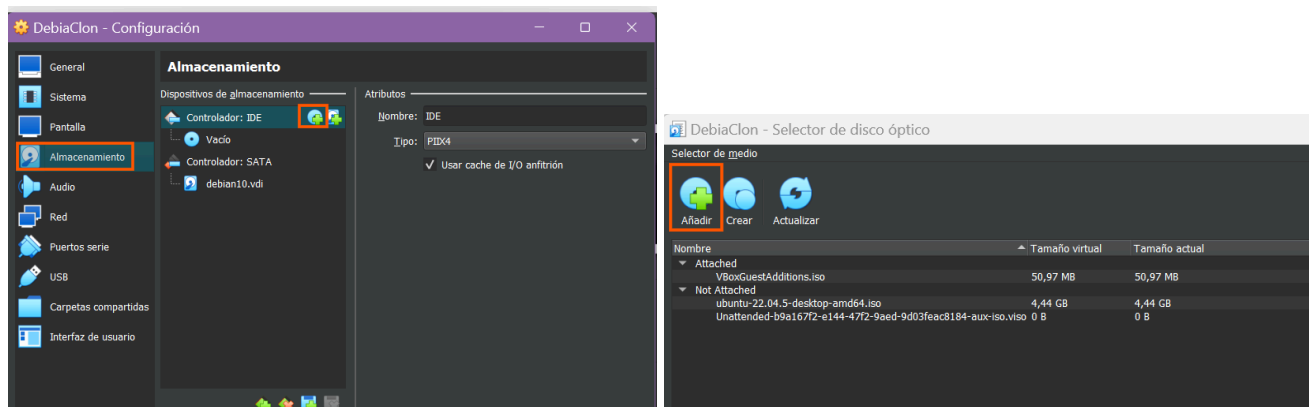 DebiaClon - Configuración
General
Sistema
Pantalla
Almacenamiento
Audio
Red
Puertos serie
USB
Carpetas compartidas
Interfaz de usuario
Almacenamiento
Dispositivos de almacenamiento
Controlador: IDE
Vacío
Controlador: SATA
debian10.vdi
Atributos
Nombre: IDE
Tipo: PIIX4
Usar cache de I/O anfitrión
DebiaClon - Selector de disco óptico
Selector de medio
Añadir Crear Actualizar
Nombre Tamaño virtual Tamaño actual
Attached
VBoxGuestAdditions.iso 50,97 MB 50,97 MB
Not Attached
ubuntu-22.04.5-desktop-amd64.iso 4,44 GB 4,44 GB
Unattended-b9a167f2-e144-47f2-9aed-9d03feac8184-aux-iso.viso 0 B 0 B